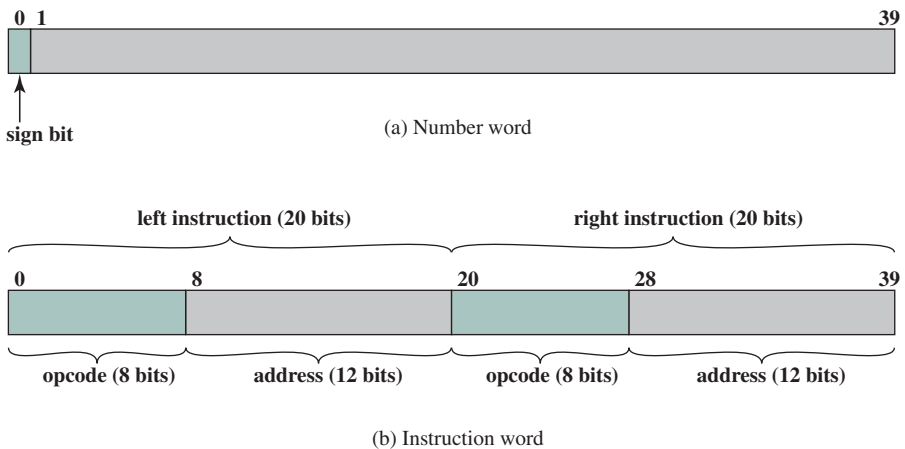 0 1 39
sign bit
(a) Number word
left instruction (20 bits) right instruction (20 bits)
0 8 20 28 39
opcode (8 bits) address (12 bits) opcode (8 bits) address (12 bits)
(b) Instruction word